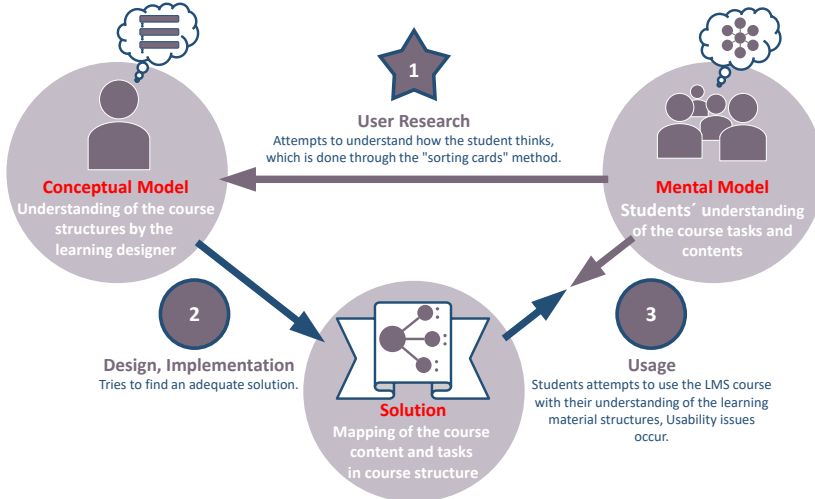 1
User Research
Attempts to understand how the student thinks,
which is done through the "sorting cards" method.
Conceptual Model
Understanding of the course
structures by the
learning designer
Mental Model
Students´ understanding
of the course tasks and
contents
2
Design, Implementation
Tries to find an adequate solution.
3
Usage
Students attempts to use the LMS course
with their understanding of the learning
material structures, Usability issues
occur.
Solution
Mapping of the course
content and tasks
in course structure